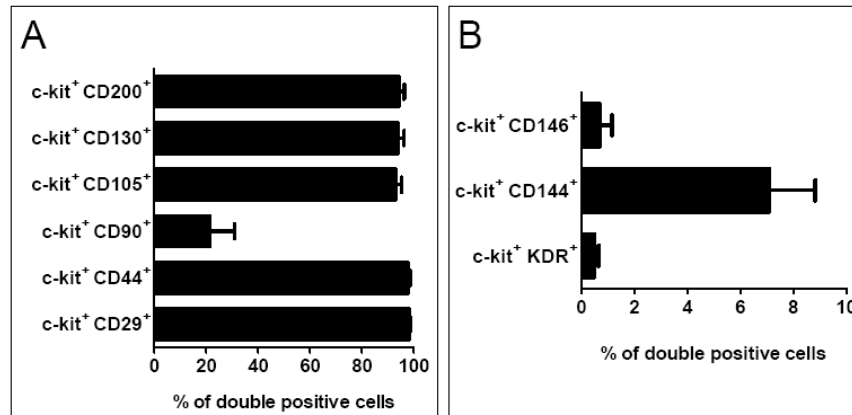 A
c-kit⁺ CD200⁺
c-kit⁺ CD130⁺
c-kit⁺ CD105⁺
c-kit⁺ CD90⁺
c-kit⁺ CD44⁺
c-kit⁺ CD29⁺
0 20 40 60 80 100
% of double positive cells
B
c-kit⁺ CD146⁺
c-kit⁺ CD144⁺
c-kit⁺ KDR⁺
0 2 4 6 8 10
% of double positive cells